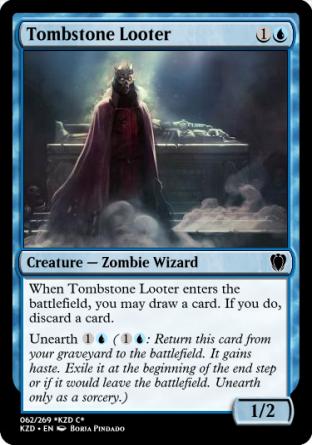 Tombstone Looter 1
Creature — Zombie Wizard
When Tombstone Looter enters the
battlefield, you may draw a card. If you do,
discard a card.
Unearth 1 ( 1 : Return this card from
your graveyard to the battlefield. It gains
haste. Exile it at the beginning of the end step
or if it would leave the battlefield. Unearth
only as a sorcery.)
1/2
062/269 *KZD C*
KZD • EN Borja Pindado